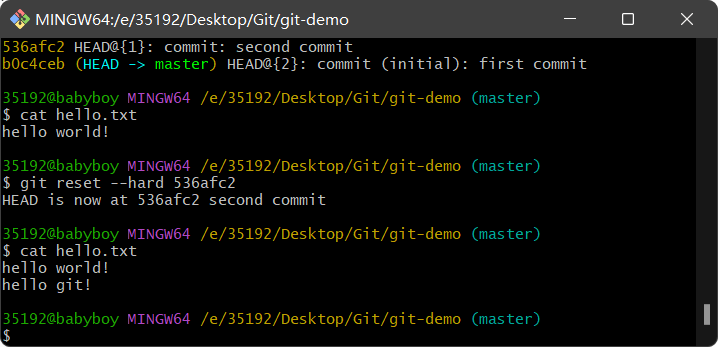 MINGW64:/e/35192/Desktop/Git/git-demo
536afc2 HEAD@{1}: commit: second commit
b0c4ceb (HEAD -> master) HEAD@{2}: commit (initial): first commit
35192@babyboy MINGW64 /e/35192/Desktop/Git/git-demo (master)
$ cat hello.txt
hello world!
35192@babyboy MINGW64 /e/35192/Desktop/Git/git-demo (master)
$ git reset --hard 536afc2
HEAD is now at 536afc2 second commit
35192@babyboy MINGW64 /e/35192/Desktop/Git/git-demo (master)
$ cat hello.txt
hello world!
hello git!
35192@babyboy MINGW64 /e/35192/Desktop/Git/git-demo (master)
$